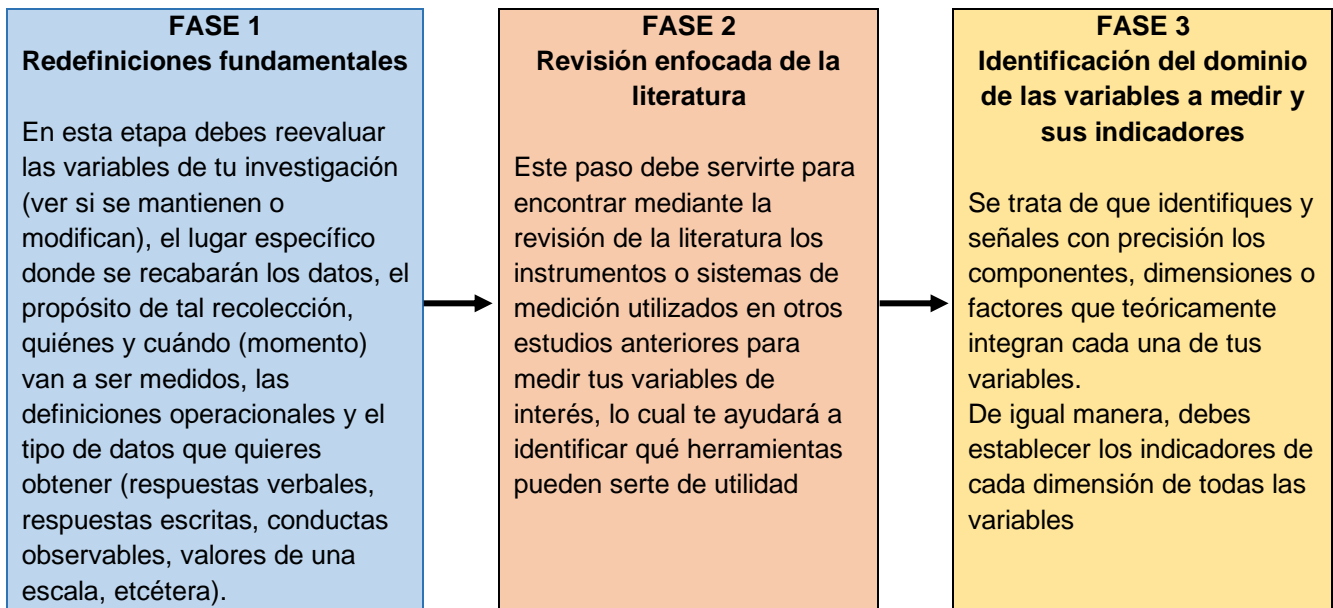 FASE 1
Redefiniciones fundamentales
En esta etapa debes reevaluar
las variables de tu investigación
(ver si se mantienen o
modifican), el lugar específico
donde se recabarán los datos, el
propósito de tal recolección,
quiénes y cuándo (momento)
van a ser medidos, las
definiciones operacionales y el
tipo de datos que quieres
obtener (respuestas verbales,
respuestas escritas, conductas
observables, valores de una
escala, etcétera).
FASE 2
Revisión enfocada de la
literatura
Este paso debe servirte para
encontrar mediante la
revisión de la literatura los
instrumentos o sistemas de
medición utilizados en otros
estudios anteriores para
medir tus variables de
interés, lo cual te ayudará a
identificar qué herramientas
pueden serte de utilidad
FASE 3
Identificación del dominio
de las variables a medir y
sus indicadores
Se trata de que identifiques y
señales con precisión los
componentes, dimensiones o
factores que teóricamente
integran cada una de tus
variables.
De igual manera, debes
establecer los indicadores de
cada dimensión de todas las
variables